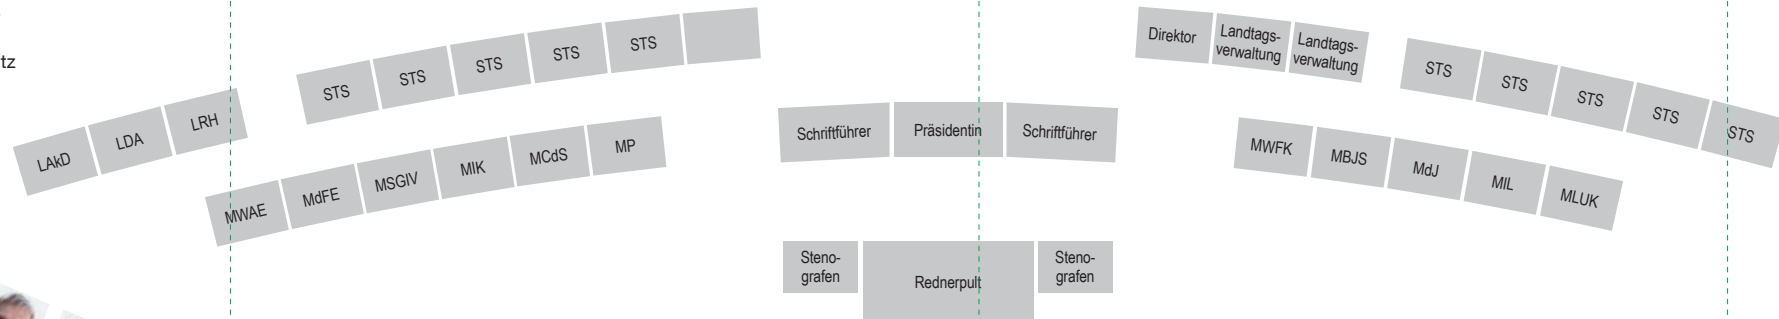 tz
LAkD
LDA
LRH
STS
STS
STS
STS
STS
MWAE
MdFE
MSGIV
MIK
MCdS
MP
Schriftführer
Präsidentin
Schriftführer
Direktor
Landtags-
verwaltung
Landtags-
verwaltung
STS
STS
STS
STS
STS
MWFK
MBJS
MdJ
MIL
MLUK
Steno-
grafen
Rednerpult
Steno-
grafen